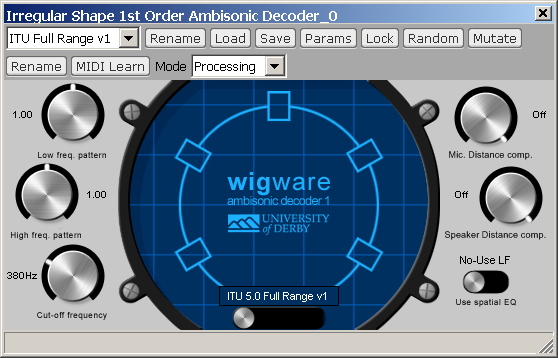 Irregular Shape 1st Order Ambisonic Decoder_0
ITU Full Range v1 Rename Load Save Params Lock Random Mutate
Rename MIDI Learn Mode Processing
1.00
Low freq. pattern
1.00
High freq. pattern
380Hz
Cut-off frequency
wigware
ambisonic decoder 1
UNIVERSITY
of DERBY
ITU 5.0 Full Range v1
Off
Mic. Distance comp.
Off
Speaker Distance comp.
No-Use LF
Use spatial EQ